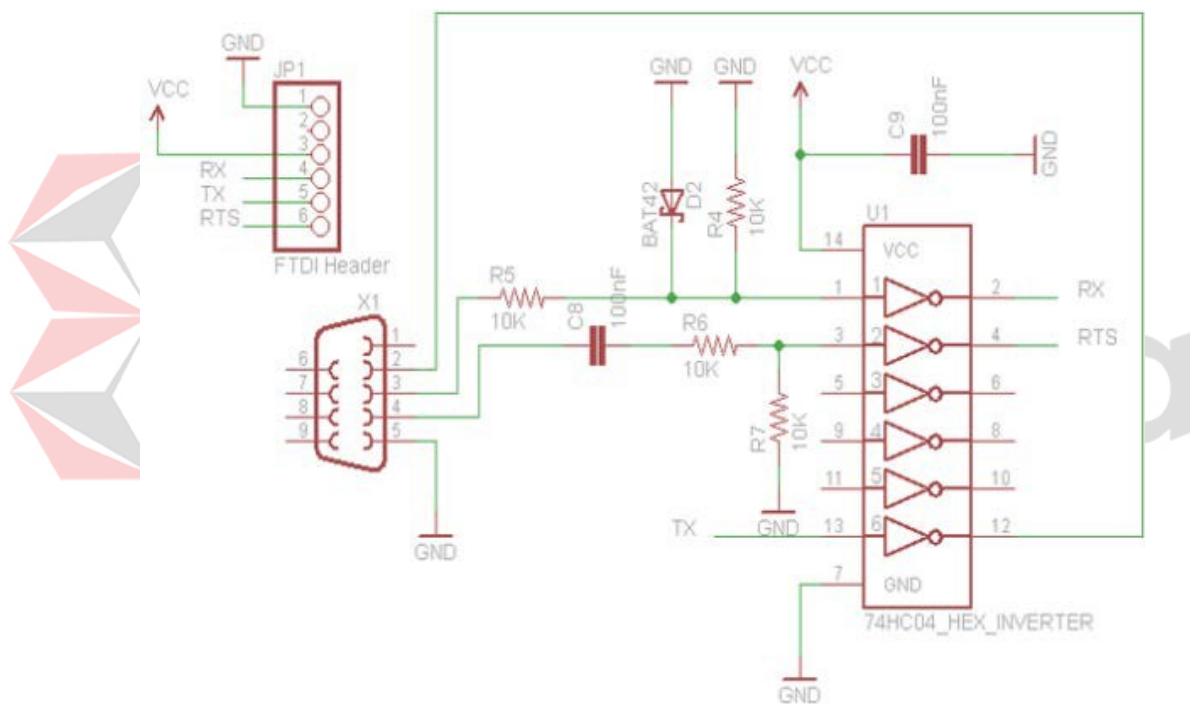 GND
JP1
VCC
1
2
3
RX 4
TX 5
RTS 6
FTDI Header
X1
1
6 2
7 3
8 4
9 5
GND
R5
10K
C8
100nF
R6
10K
GND
BAT42
D2
GND
R4
10K
R7
10K
GND
VCC
C9
100nF
GND
U1
14 VCC
1 1 2 RX
3 2 4 RTS
5 3 6
9 4 8
11 5 10
TX 13 6 12
7 GND
74HC04_HEX_INVERTER
GND